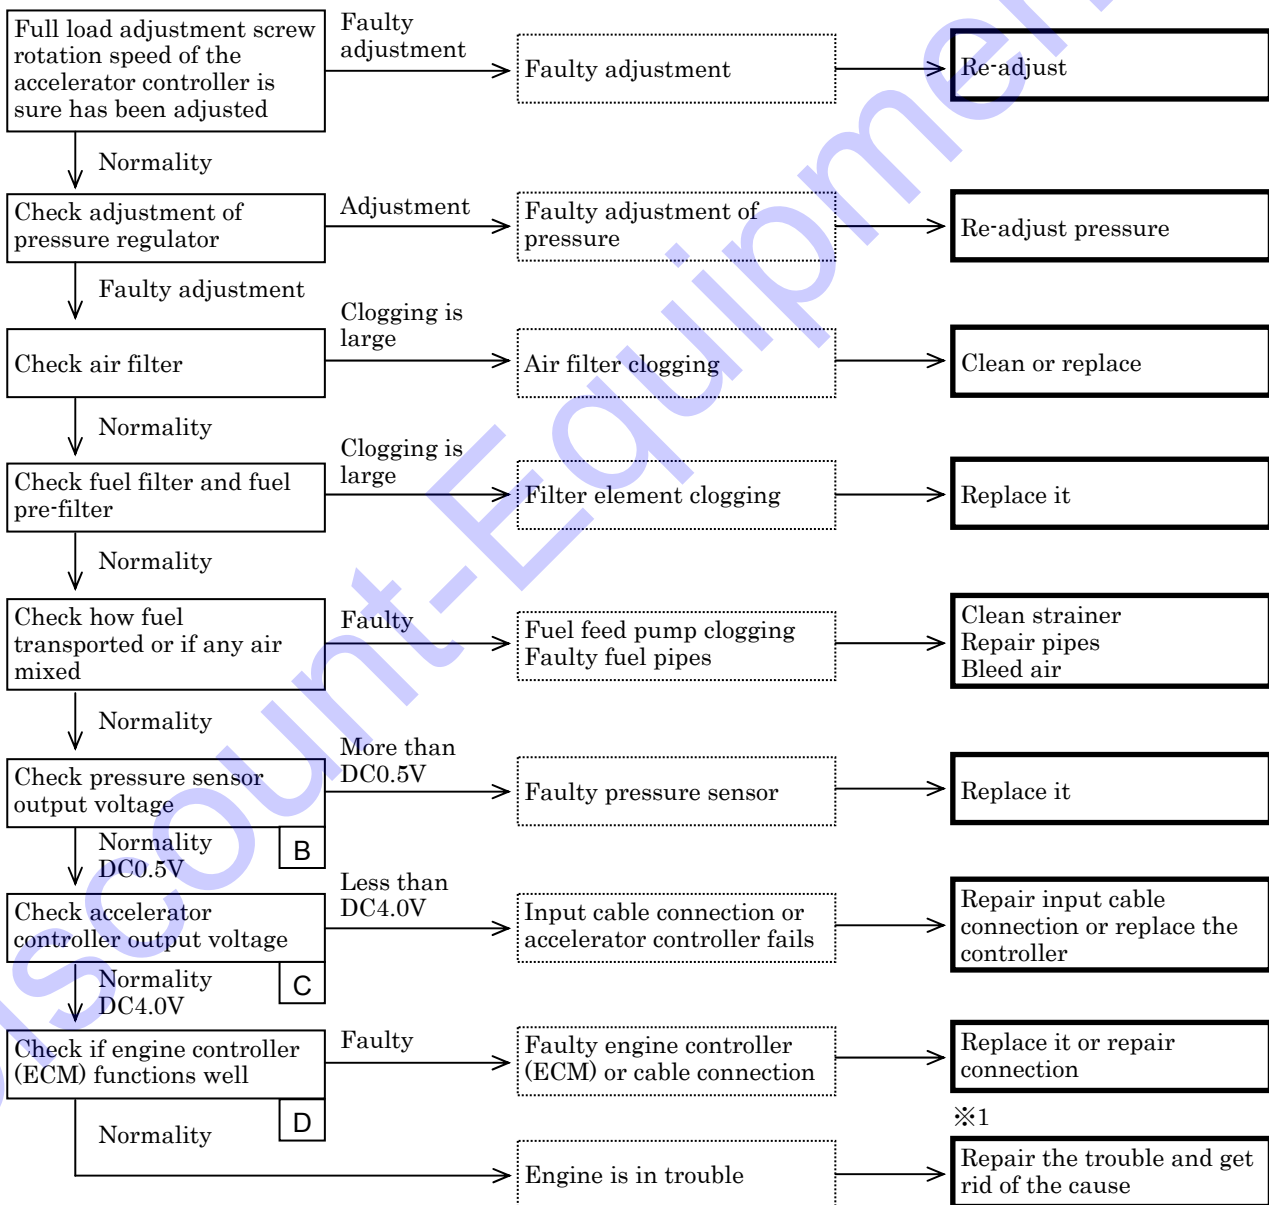 Full load adjustment screw
rotation speed of the
accelerator controller is
sure has been adjusted
Faulty
adjustment
Faulty adjustment
Re-adjust
Normality
Check adjustment of
pressure regulator
Adjustment
Faulty adjustment of
pressure
Re-adjust pressure
Faulty adjustment
Check air filter
Clogging is
large
Air filter clogging
Clean or replace
Normality
Check fuel filter and fuel
pre-filter
Clogging is
large
Filter element clogging
Replace it
Normality
Check how fuel
transported or if any air
mixed
Faulty
Fuel feed pump clogging
Faulty fuel pipes
Clean strainer
Repair pipes
Bleed air
Normality
Check pressure sensor
output voltage
B
More than
DC0.5V
Faulty pressure sensor
Replace it
Normality
DC0.5V
Check accelerator
controller output voltage
C
Less than
DC4.0V
Input cable connection or
accelerator controller fails
Repair input cable
connection or replace the
controller
Normality
DC4.0V
Check if engine controller
(ECM) functions well
D
Faulty
Faulty engine controller
(ECM) or cable connection
Replace it or repair
connection
Normality
※1
Engine is in trouble
Repair the trouble and get
rid of the cause
Discount-Equipmen